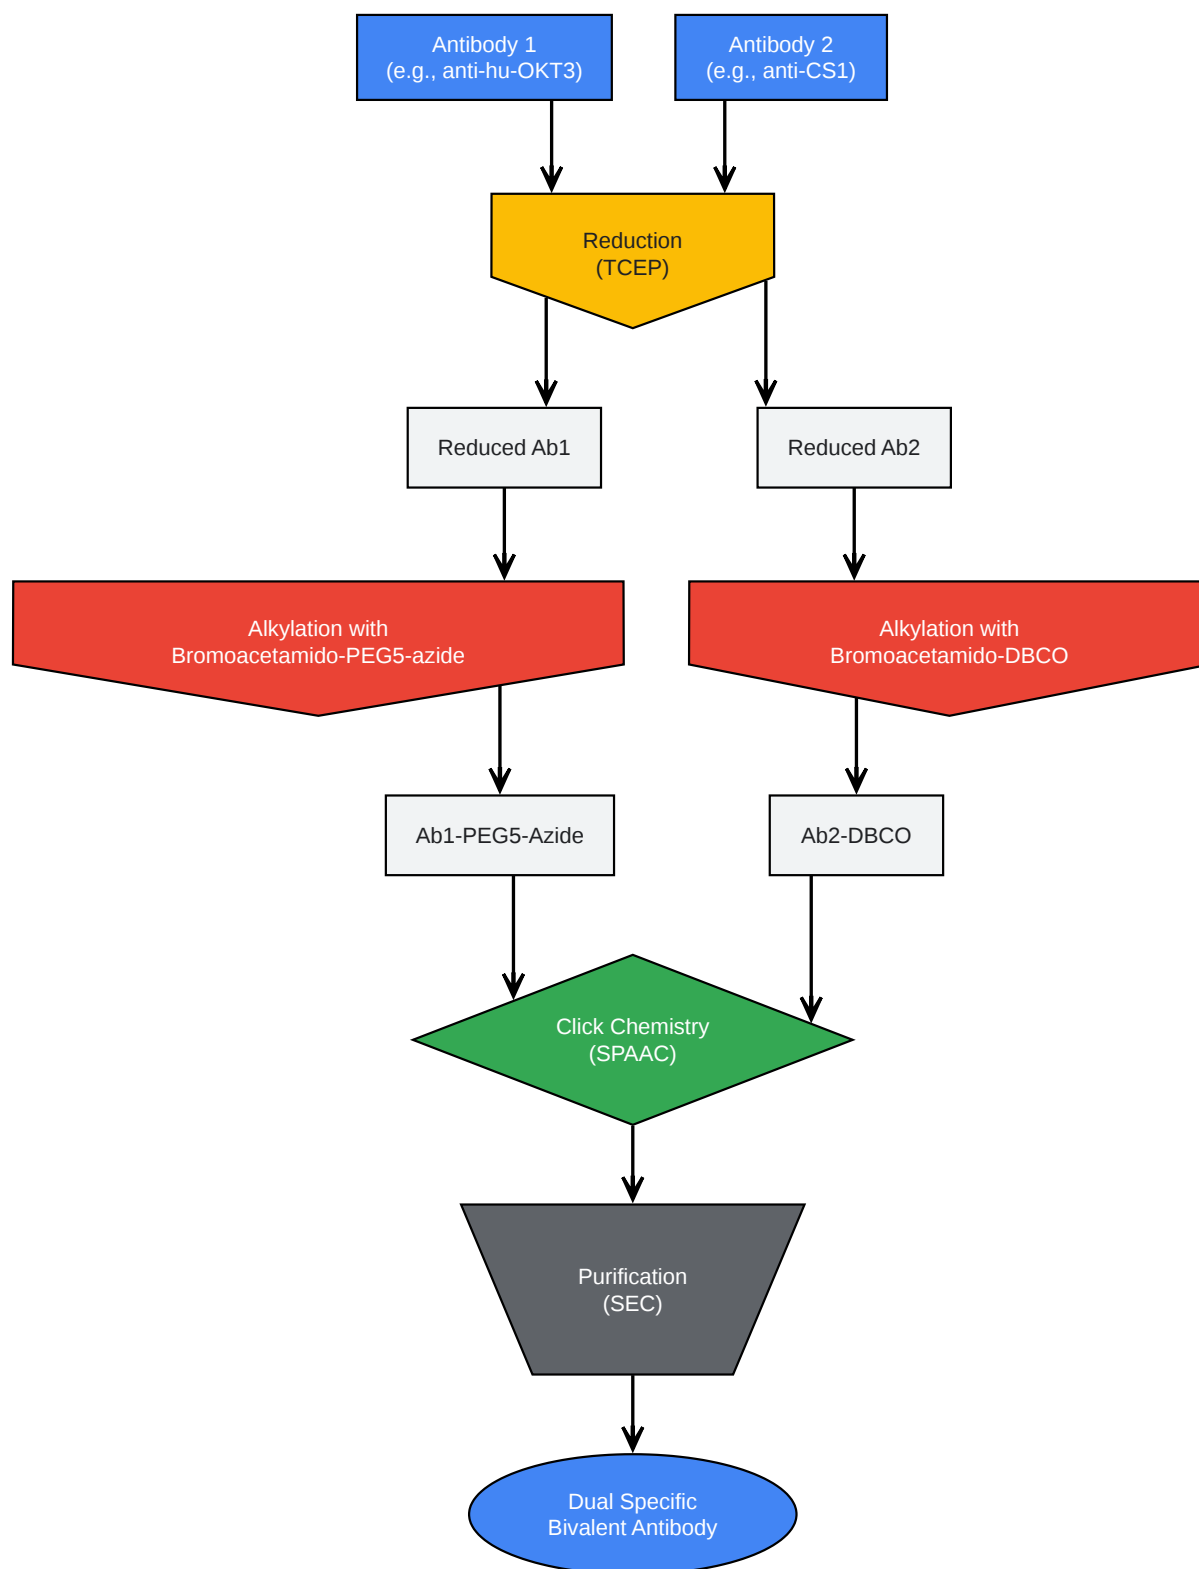 Antibody 1
(e.g., anti-hu-OKT3)
Antibody 2
(e.g., anti-CS1)
Reduction
(TCEP)
Reduced Ab1
Reduced Ab2
Alkylation with
Bromoacetamido-PEG5-azide
Alkylation with
Bromoacetamido-DBCO
Ab1-PEG5-Azide
Ab2-DBCO
Click Chemistry
(SPAAC)
Purification
(SEC)
Dual Specific
Bivalent Antibody